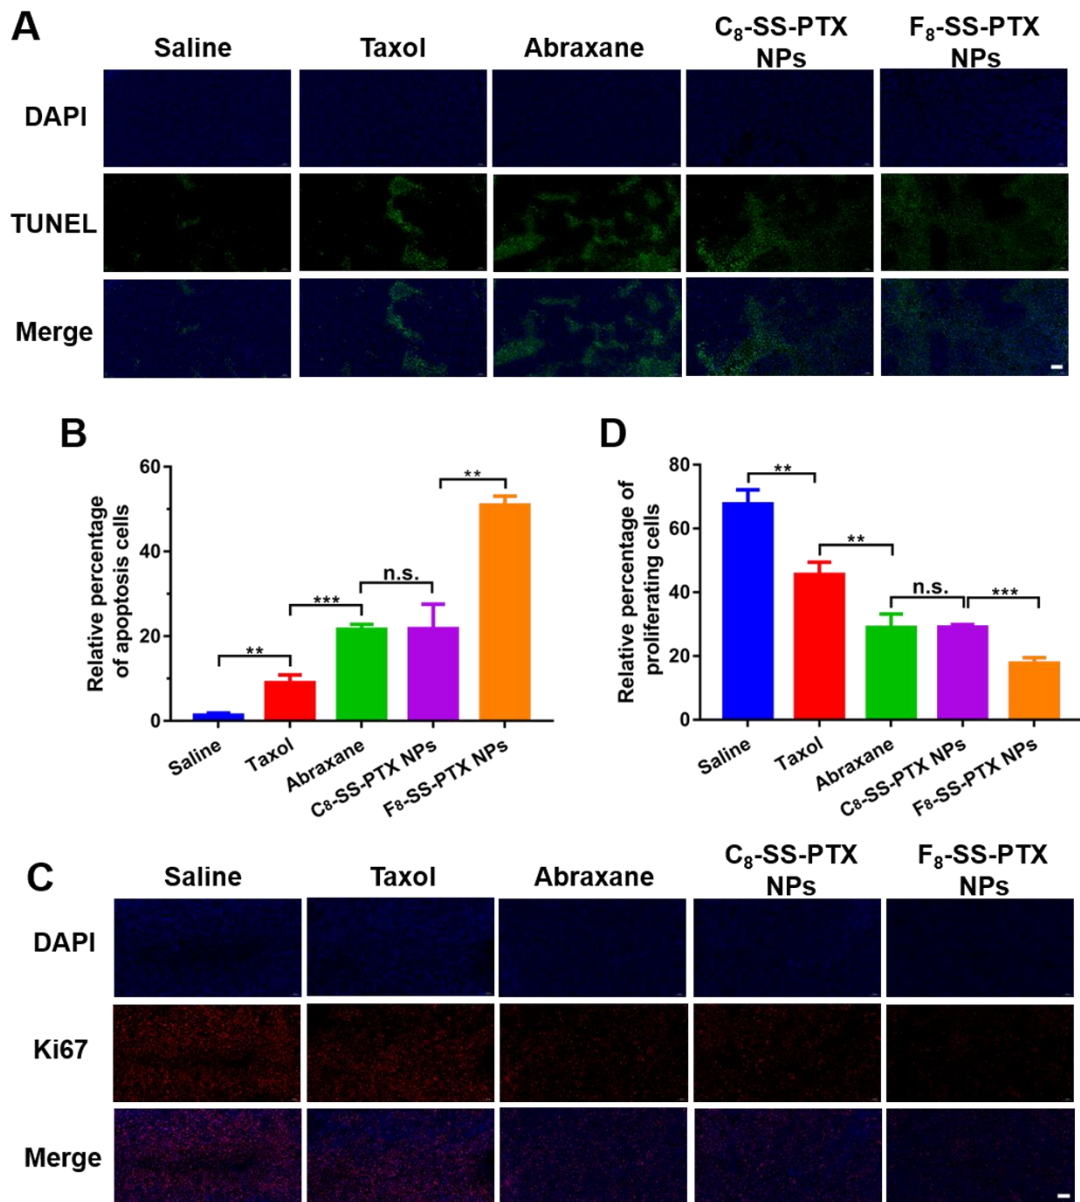 A
Saline Taxol Abraxane C₈-SS-PTX NPs F₈-SS-PTX NPs
DAPI
TUNEL
Merge
B
Relative percentage
of apoptosis cells
60
40
20
0
**
***
n.s.
**
Saline
Taxol
Abraxane
C₈-SS-PTX NPs
F₈-SS-PTX NPs
D
Relative percentage of
proliferating cells
80
60
40
20
0
**
**
n.s.
***
Saline
Taxol
Abraxane
C₈-SS-PTX NPs
F₈-SS-PTX NPs
C
Saline Taxol Abraxane C₈-SS-PTX NPs F₈-SS-PTX NPs
DAPI
Ki67
Merge